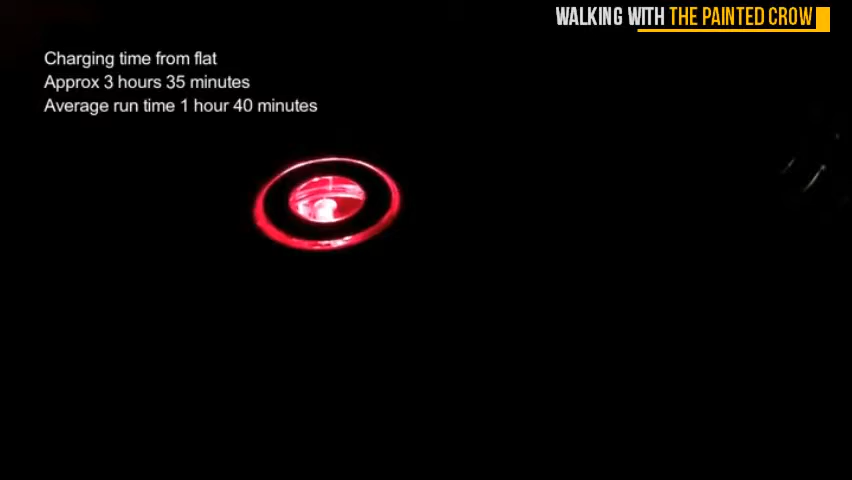 WALKING WITH THE PAINTED CROW
Charging time from flat
Approx 3 hours 35 minutes
Average run time 1 hour 40 minutes